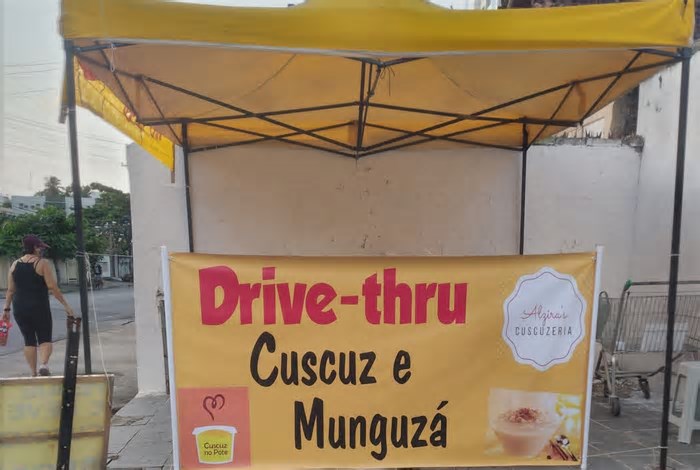 Drive-thru
Alzira's
CUSCUZERIA
Cuscuz e
Munguzá
Cuscuz
no Pote